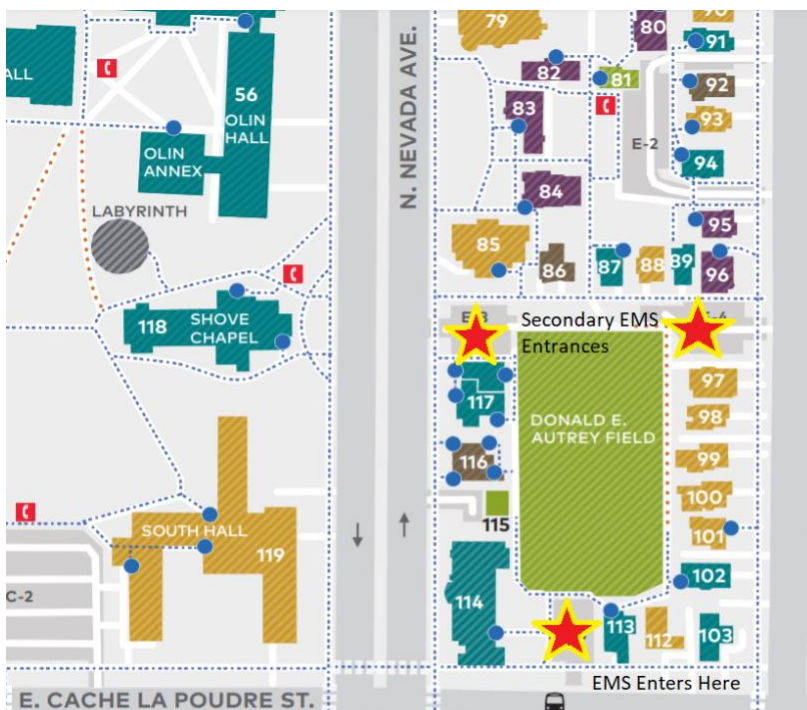 79
80
90
91
82
81
92
56
83
93
OLIN
HALL
ALL
E-2
94
OLIN
ANNEX
N. NEVADA AVE.
84
95
LABYRINTH
85
86
87
88
89
96
118
SHOVE
CHAPEL
Secondary EMS
Entrances
97
117
98
DONALD E.
AUTREY FIELD
99
116
100
115
101
SOUTH HALL
119
102
C-2
114
113
112
103
EMS Enters Here
E. CACHE LA POUDRE ST.